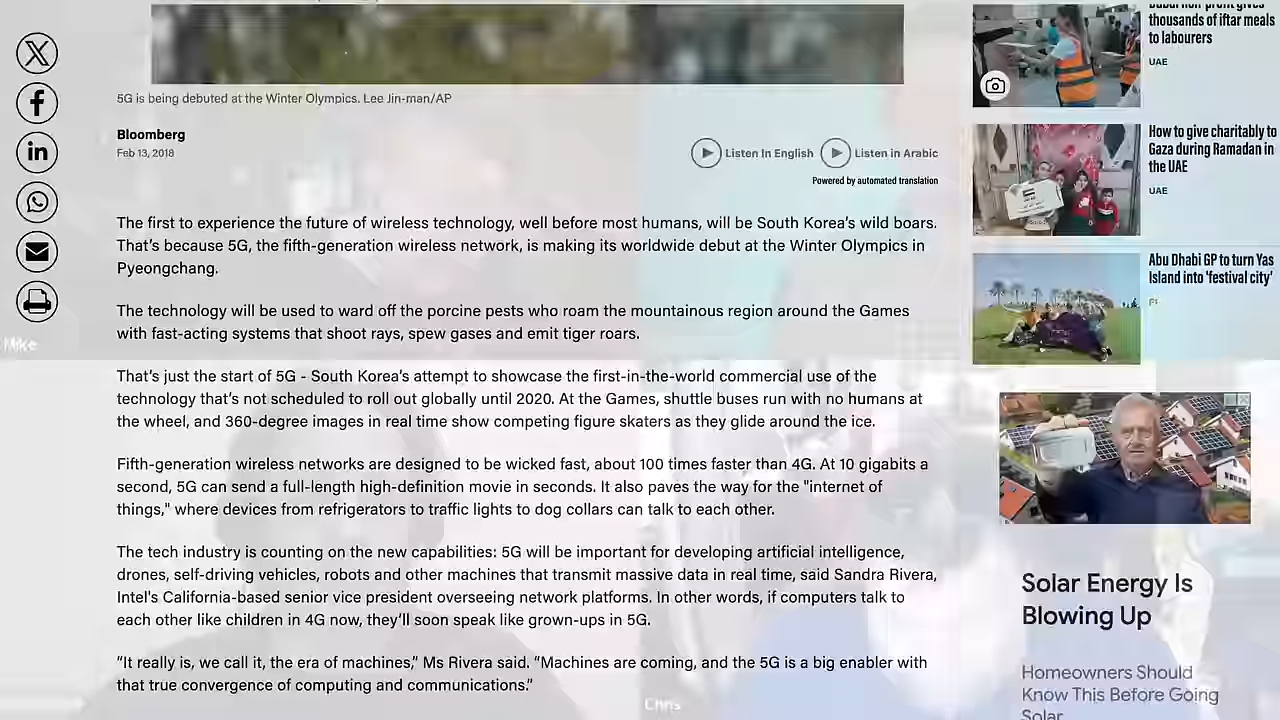 5G is being debuted at the Winter Olympics. Lee Jin-man/AP
Bloomberg
Feb 13, 2018
Listen In English
Listen in Arabic
Powered by automated translation
The first to experience the future of wireless technology, well before most humans, will be South Korea’s wild boars.
That’s because 5G, the fifth-generation wireless network, is making its worldwide debut at the Winter Olympics in
Pyeongchang.
The technology will be used to ward off the porcine pests who roam the mountainous region around the Games
with fast-acting systems that shoot rays, spew gases and emit tiger roars.
That’s just the start of 5G - South Korea’s attempt to showcase the first-in-the-world commercial use of the
technology that’s not scheduled to roll out globally until 2020. At the Games, shuttle buses run with no humans at
the wheel, and 360-degree images in real time show competing figure skaters as they glide around the ice.
Fifth-generation wireless networks are designed to be wicked fast, about 100 times faster than 4G. At 10 gigabits a
second, 5G can send a full-length high-definition movie in seconds. It also paves the way for the "internet of
things," where devices from refrigerators to traffic lights to dog collars can talk to each other.
The tech industry is counting on the new capabilities: 5G will be important for developing artificial intelligence,
drones, self-driving vehicles, robots and other machines that transmit massive data in real time, said Sandra Rivera,
Intel's California-based senior vice president overseeing network platforms. In other words, if computers talk to
each other like children in 4G now, they’ll soon speak like grown-ups in 5G.
“It really is, we call it, the era of machines,” Ms Rivera said. “Machines are coming, and the 5G is a big enabler with
that true convergence of computing and communications.”
Mike
Chris
Dubai non-profit gives
thousands of iftar meals
to labourers
UAE
How to give charitably to
Gaza during Ramadan in
the UAE
UAE
Abu Dhabi GP to turn Yas
Island into ‘festival city’
F1
Solar Energy Is
Blowing Up
Homeowners Should
Know This Before Going
Solar